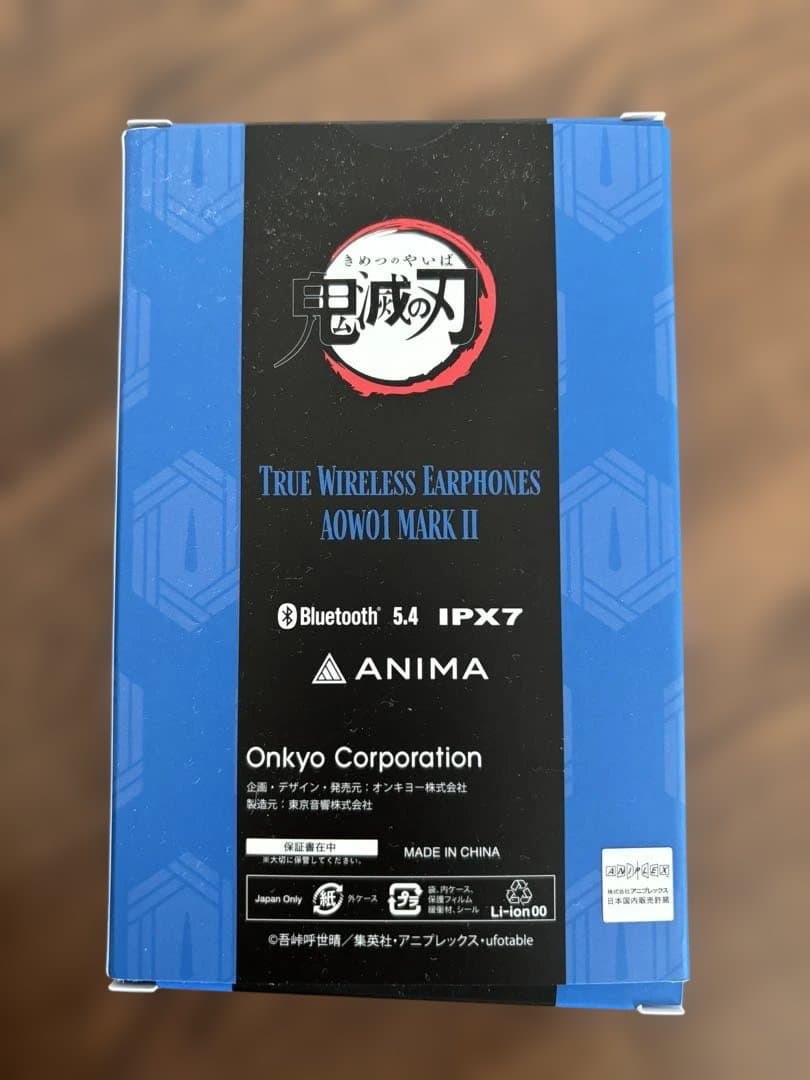 きめつのやいば
鬼滅の刃
TRUE WIRELESS EARPHONES
AOW01 MARK II
Bluetooth® 5.4 IPX7
ANIMA
Onkyo Corporation
企画・デザイン・発売元：オンキヨー株式会社
製造元：東京音響株式会社
保証書在中
※大切に保管してください。
MADE IN CHINA
Japan Only
紙
外ケース
プラ
袋、内ケース、
保護フィルム
緩衝材、シール
Li-ion00
©吾峠呼世晴／集英社・アニプレックス・ufotable
ANIPLEX
株式会社アニプレックス
日本国内販売許諾